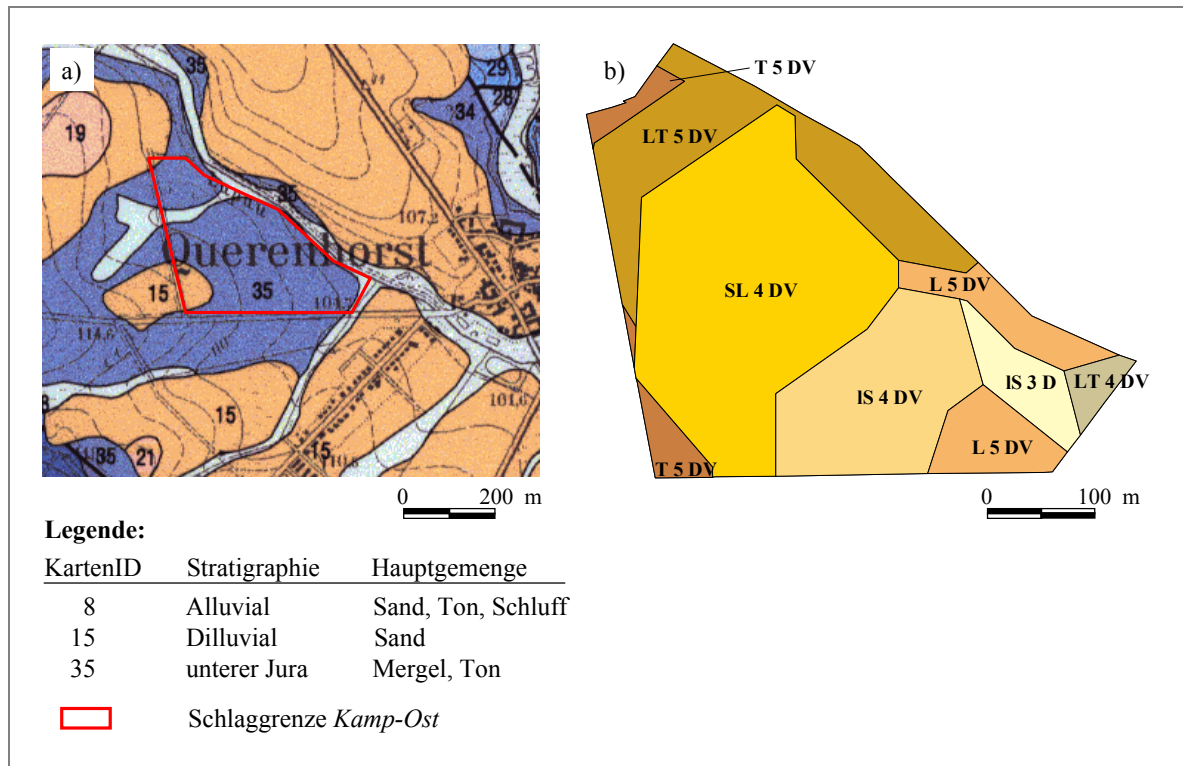 a)
35
29
28
34
19
35
107,2
Querenhorst
15
35
114,6
15
101,6
15
35
21
110,8
0 200 m
b)
T 5 DV
LT 5 DV
SL 4 DV
L 5 DV
lS 4 DV
lS 3 D
LT 4 DV
L 5 DV
T 5 DV
0 100 m
Legende:
KartenID Stratigraphie Hauptgemenge
8 Alluvial Sand, Ton, Schluff
15 Dilluvial Sand
35 unterer Jura Mergel, Ton
Schlaggrenze Kamp-Ost